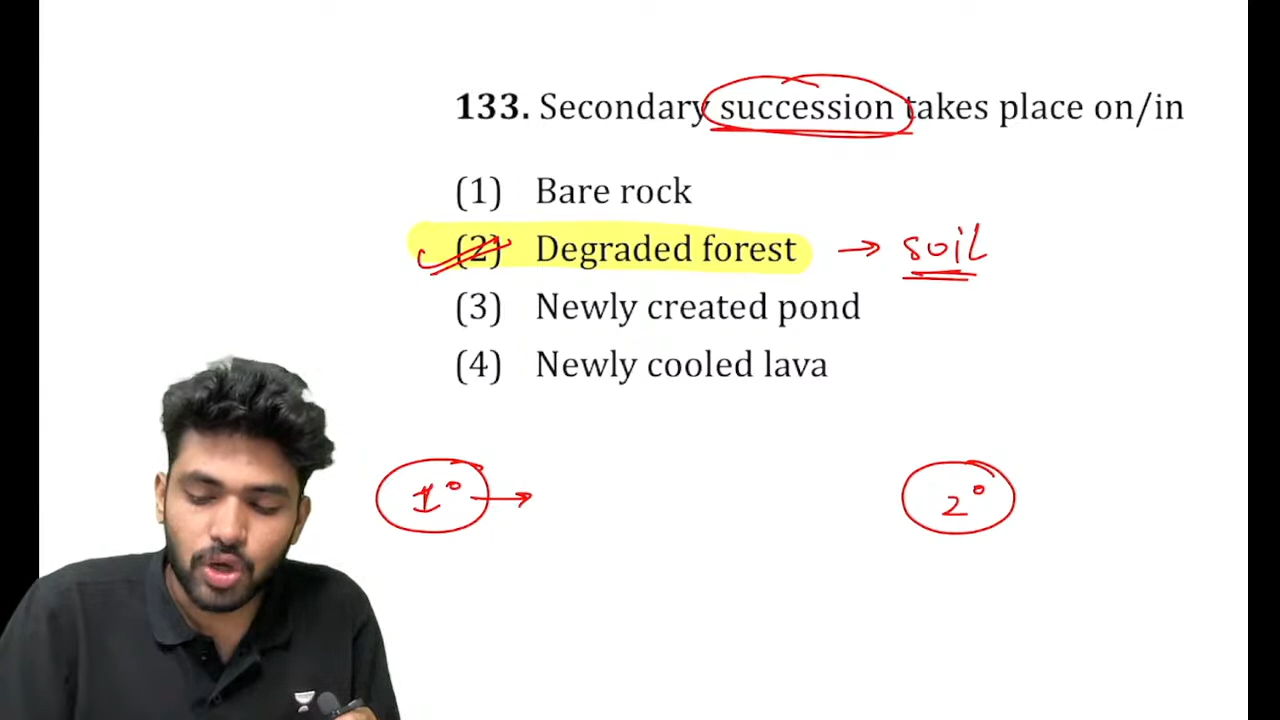 133. Secondary succession takes place on/in
(1) Bare rock
(2) Degraded forest → soil
(3) Newly created pond
(4) Newly cooled lava
1° → 2°